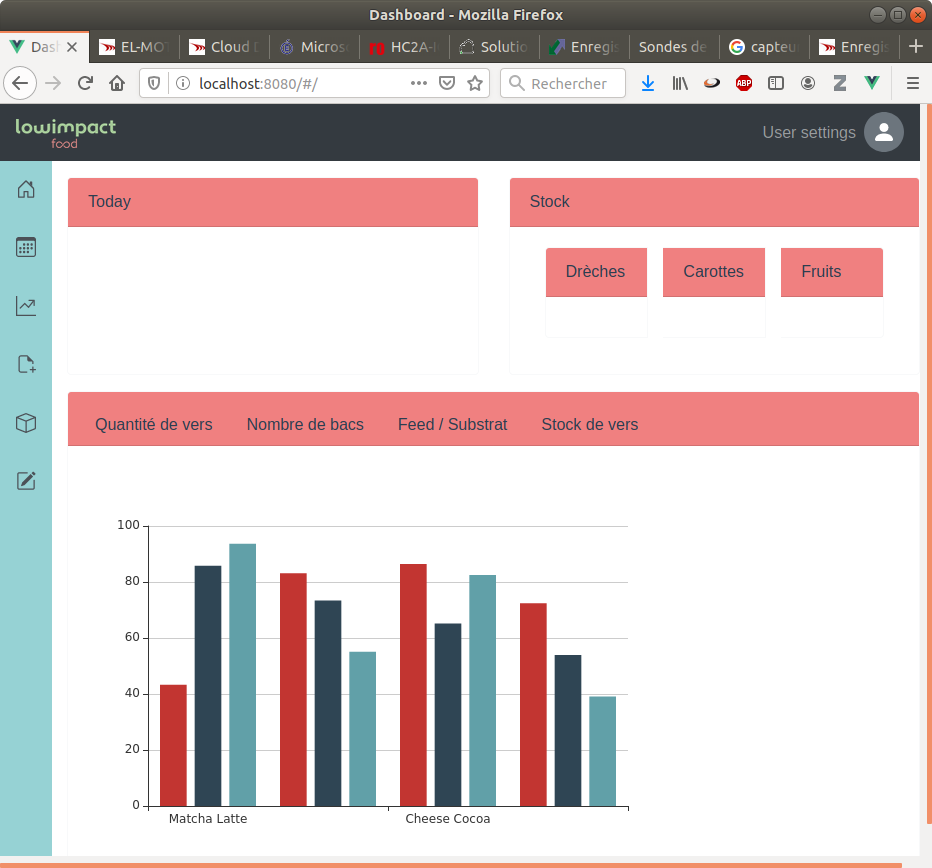 Dashboard - Mozilla Firefox
Das
EL-MO
Cloud
Micros
HC2A-
Solutio
Enregis
Sondes de
capteu
Enregis
localhost:8080/#/
Rechercher
ABP
lowimpact
food
User settings
Today
Stock
Drèches
Carottes
Fruits
Quantité de vers
Nombre de bacs
Feed / Substrat
Stock de vers
100
80
60
40
20
0
Matcha Latte
Cheese Cocoa